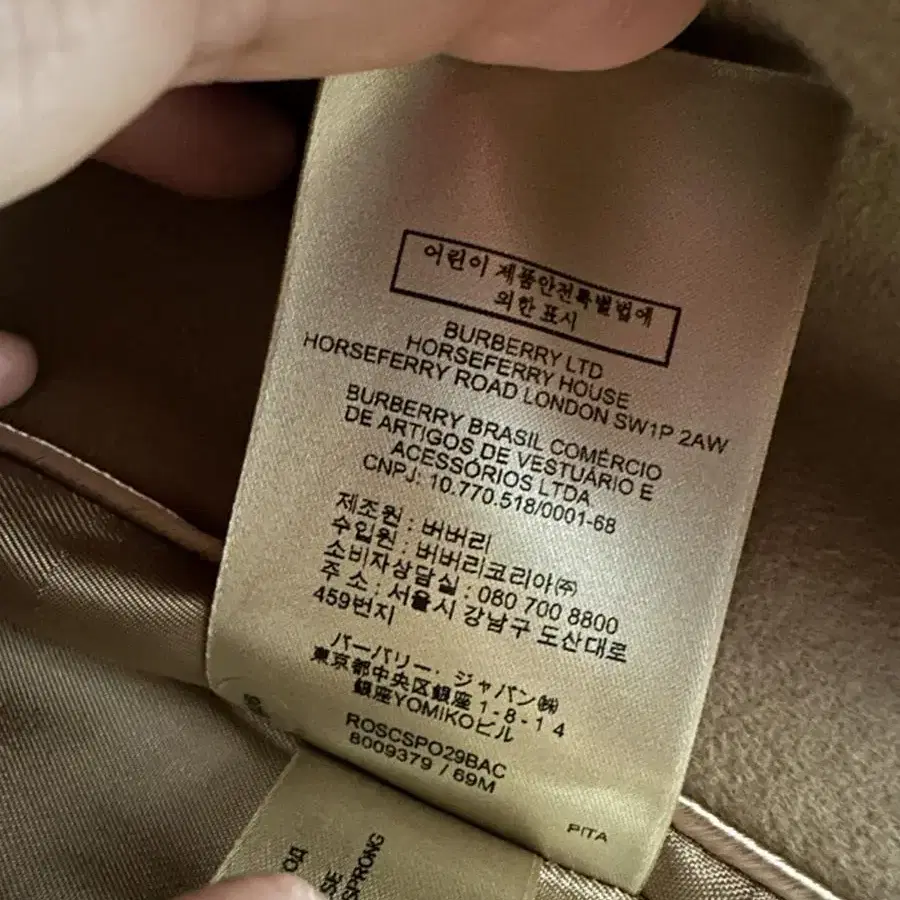 어린이 제품안전특별법에
의한 표시
BURBERRY LTD
HORSEFERRY HOUSE
HORSEFERRY ROAD LONDON SW1P 2AW
BURBERRY BRASIL COMÉRCIO
DE ARTIGOS DE VESTUÁRIO E
ACESSÓRIOS LTDA
CNPJ: 10.770.518/0001-68
제조원 : 버버리
수입원 : 버버리코리아㈜
소비자상담실 : 080 700 8800
주 소 : 서울시 강남구 도산대로
459번지
バーバリー・ジャパン㈱
東京都中央区銀座1-8-14
銀座YOMIKOビル
ROSCSPO29BAC
8009379 / 69M
PITA
SPRONG